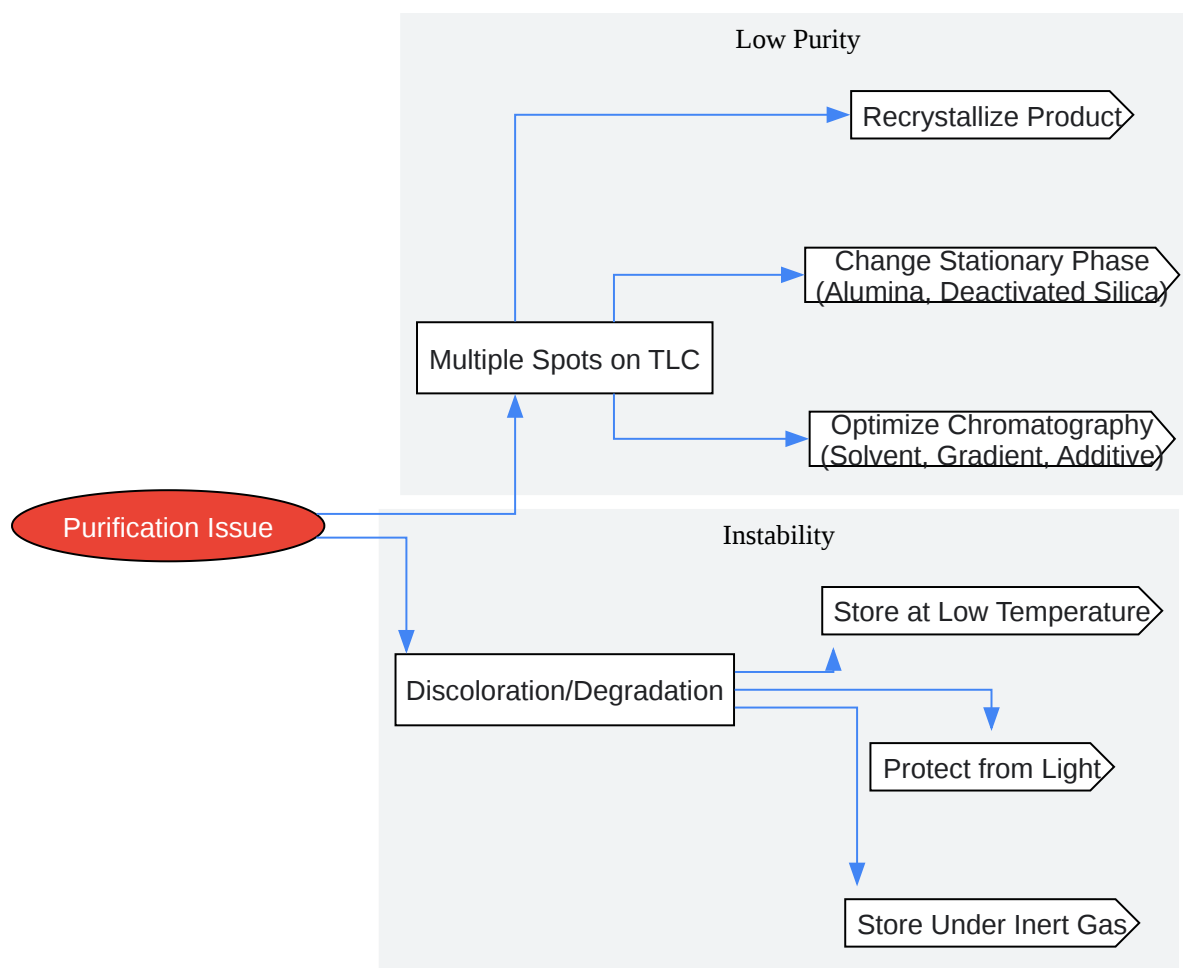 Low Purity
Recrystallize Product
Change Stationary Phase
(Alumina, Deactivated Silica)
Multiple Spots on TLC
Optimize Chromatography
(Solvent, Gradient, Additive)
Purification Issue
Instability
Store at Low Temperature
Discoloration/Degradation
Protect from Light
Store Under Inert Gas